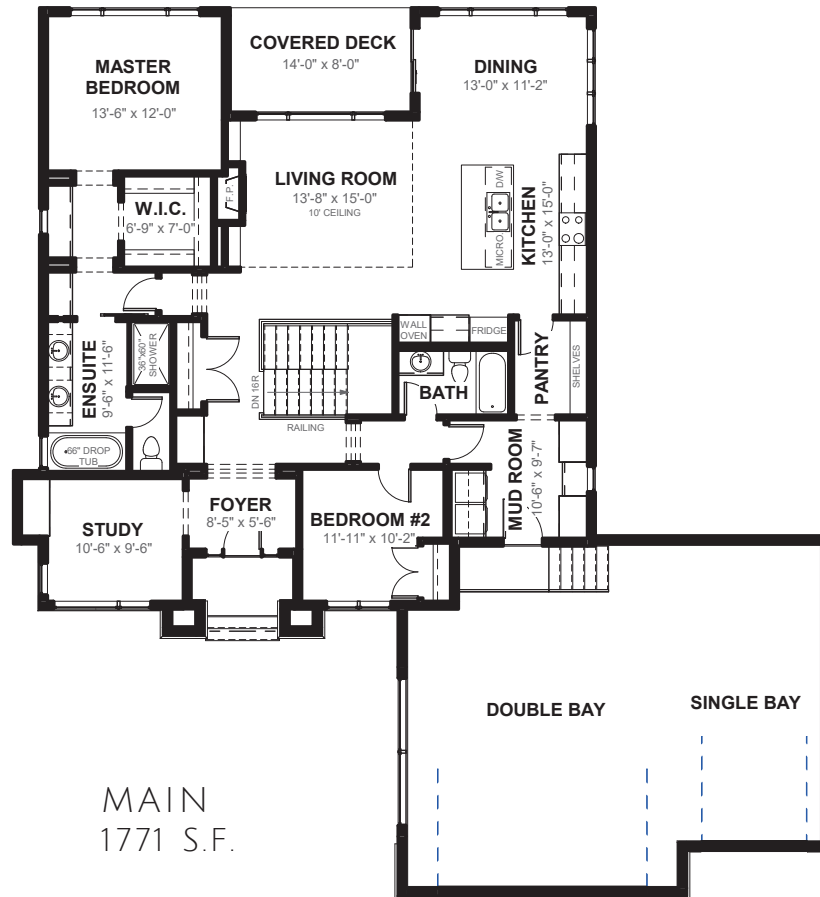 COVERED DECK
14'-0" x 8'-0"
MASTER
BEDROOM
13'-6" x 12'-0"
DINING
13'-0" x 11'-2"
LIVING ROOM
13'-8" x 15'-0"
10' CEILING
F.P.
W.I.C.
6'-9" x 7'-0"
D/W
MICRO.
KITCHEN
13'-0" x 15'-0"
WALL
OVEN
FRIDGE
PANTRY
SHELVES
ENSUITE
9'-6" x 11'-6"
36"x60"
SHOWER
DN 16R
RAILING
BATH
66" DROP
TUB
MUD ROOM
10'-6" x 9'-7"
FOYER
8'-5" x 5'-6"
STUDY
10'-6" x 9'-6"
BEDROOM #2
11'-11" x 10'-2"
DOUBLE BAY
SINGLE BAY
MAIN
1771 S.F.